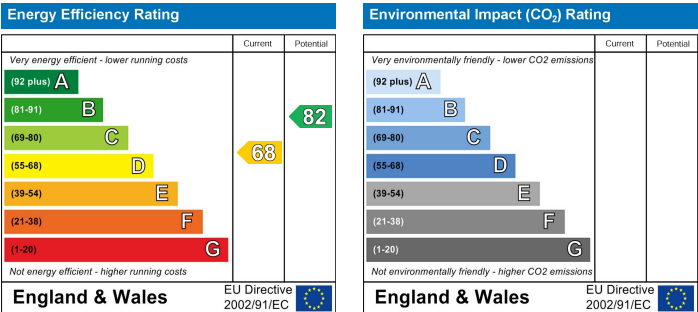 Energy Efficiency Rating
Current Potential
Very energy efficient - lower running costs
(92 plus) A
(81-91) B
82
(69-80) C
68
(55-68) D
(39-54) E
(21-38) F
(1-20) G
Not energy efficient - higher running costs
England & Wales
EU Directive
2002/91/EC
Environmental Impact (CO₂) Rating
Current Potential
Very environmentally friendly - lower CO2 emissions
(92 plus) A
(81-91) B
(69-80) C
(55-68) D
(39-54) E
(21-38) F
(1-20) G
Not environmentally friendly - higher CO2 emissions
England & Wales
EU Directive
2002/91/EC